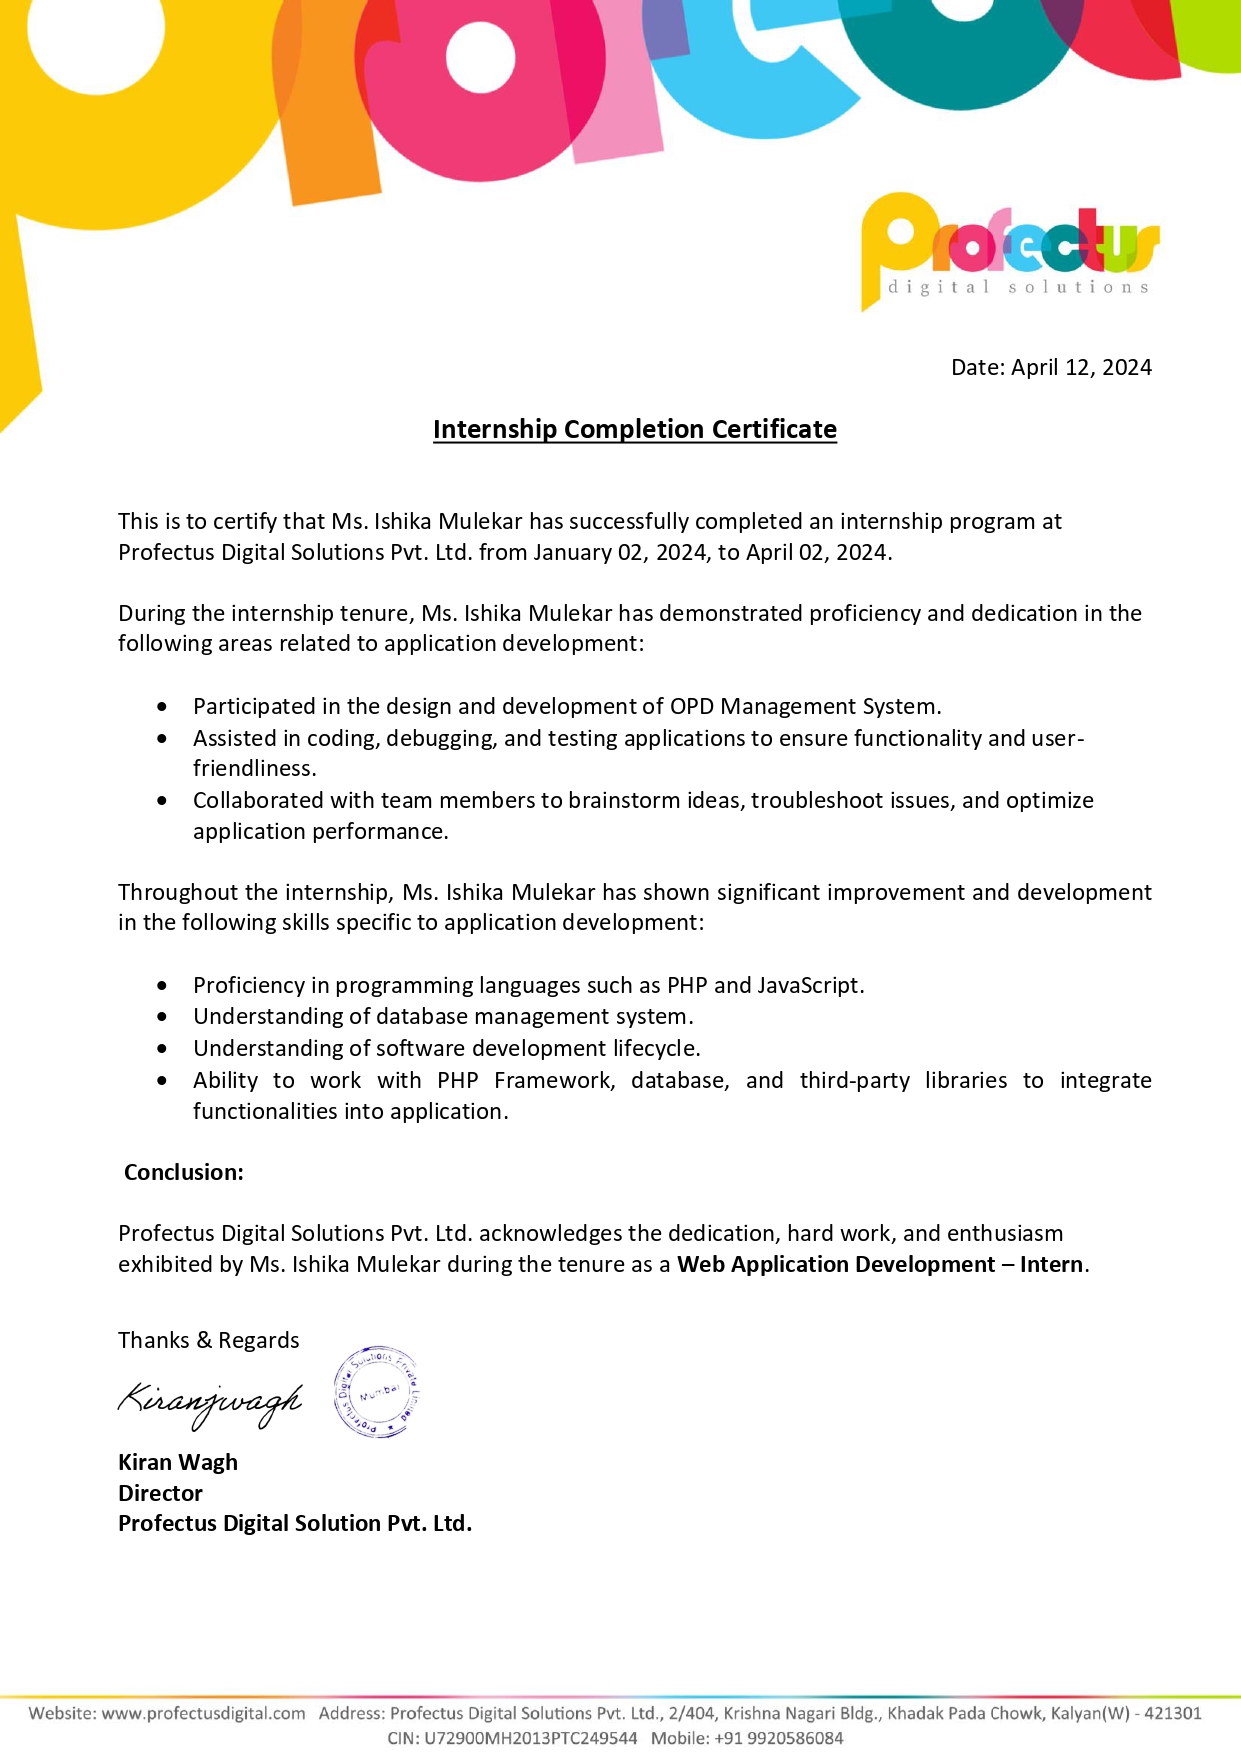 Profectus
digital solutions
Date: April 12, 2024
Internship Completion Certificate
This is to certify that Ms. Ishika Mulekar has successfully completed an internship program at
Profectus Digital Solutions Pvt. Ltd. from January 02, 2024, to April 02, 2024.
During the internship tenure, Ms. Ishika Mulekar has demonstrated proficiency and dedication in the
following areas related to application development:
• Participated in the design and development of OPD Management System.
• Assisted in coding, debugging, and testing applications to ensure functionality and user-
friendliness.
• Collaborated with team members to brainstorm ideas, troubleshoot issues, and optimize
application performance.
Throughout the internship, Ms. Ishika Mulekar has shown significant improvement and development
in the following skills specific to application development:
• Proficiency in programming languages such as PHP and JavaScript.
• Understanding of database management system.
• Understanding of software development lifecycle.
• Ability to work with PHP Framework, database, and third-party libraries to integrate
functionalities into application.
Conclusion:
Profectus Digital Solutions Pvt. Ltd. acknowledges the dedication, hard work, and enthusiasm
exhibited by Ms. Ishika Mulekar during the tenure as a Web Application Development – Intern.
Thanks & Regards
Kiranjwagh
Profectus Digital Solutions Private Limited
Mumbai
Kiran Wagh
Director
Profectus Digital Solution Pvt. Ltd.
Website: www.profectusdigital.com Address: Profectus Digital Solutions Pvt. Ltd., 2/404, Krishna Nagari Bldg., Khadak Pada Chowk, Kalyan(W) - 421301
CIN: U72900MH2013PTC249544 Mobile: +91 9920586084